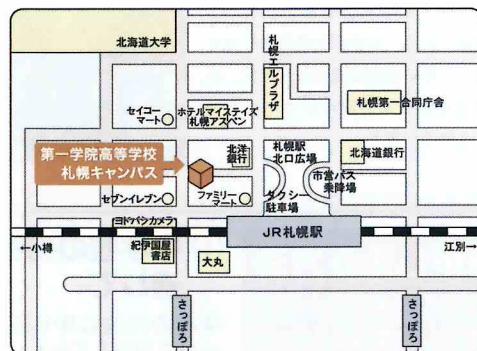 北海道大学
札幌エルプラザ
セイコー
マート
ホテルマイステイズ
札幌アスペン
札幌第一合同庁舎
第一学院高等学校
札幌キャンパス
北洋
銀行
札幌駅
北口広場
北海道銀行
市営バス
乗降場
セブンイレブン
ファミリー
マート
タクシー
駐車場
ヨドバシカメラ
JR札幌駅
←小樽
紀伊國屋
書店
大丸
江別→
さっぽろ
さっぽろ